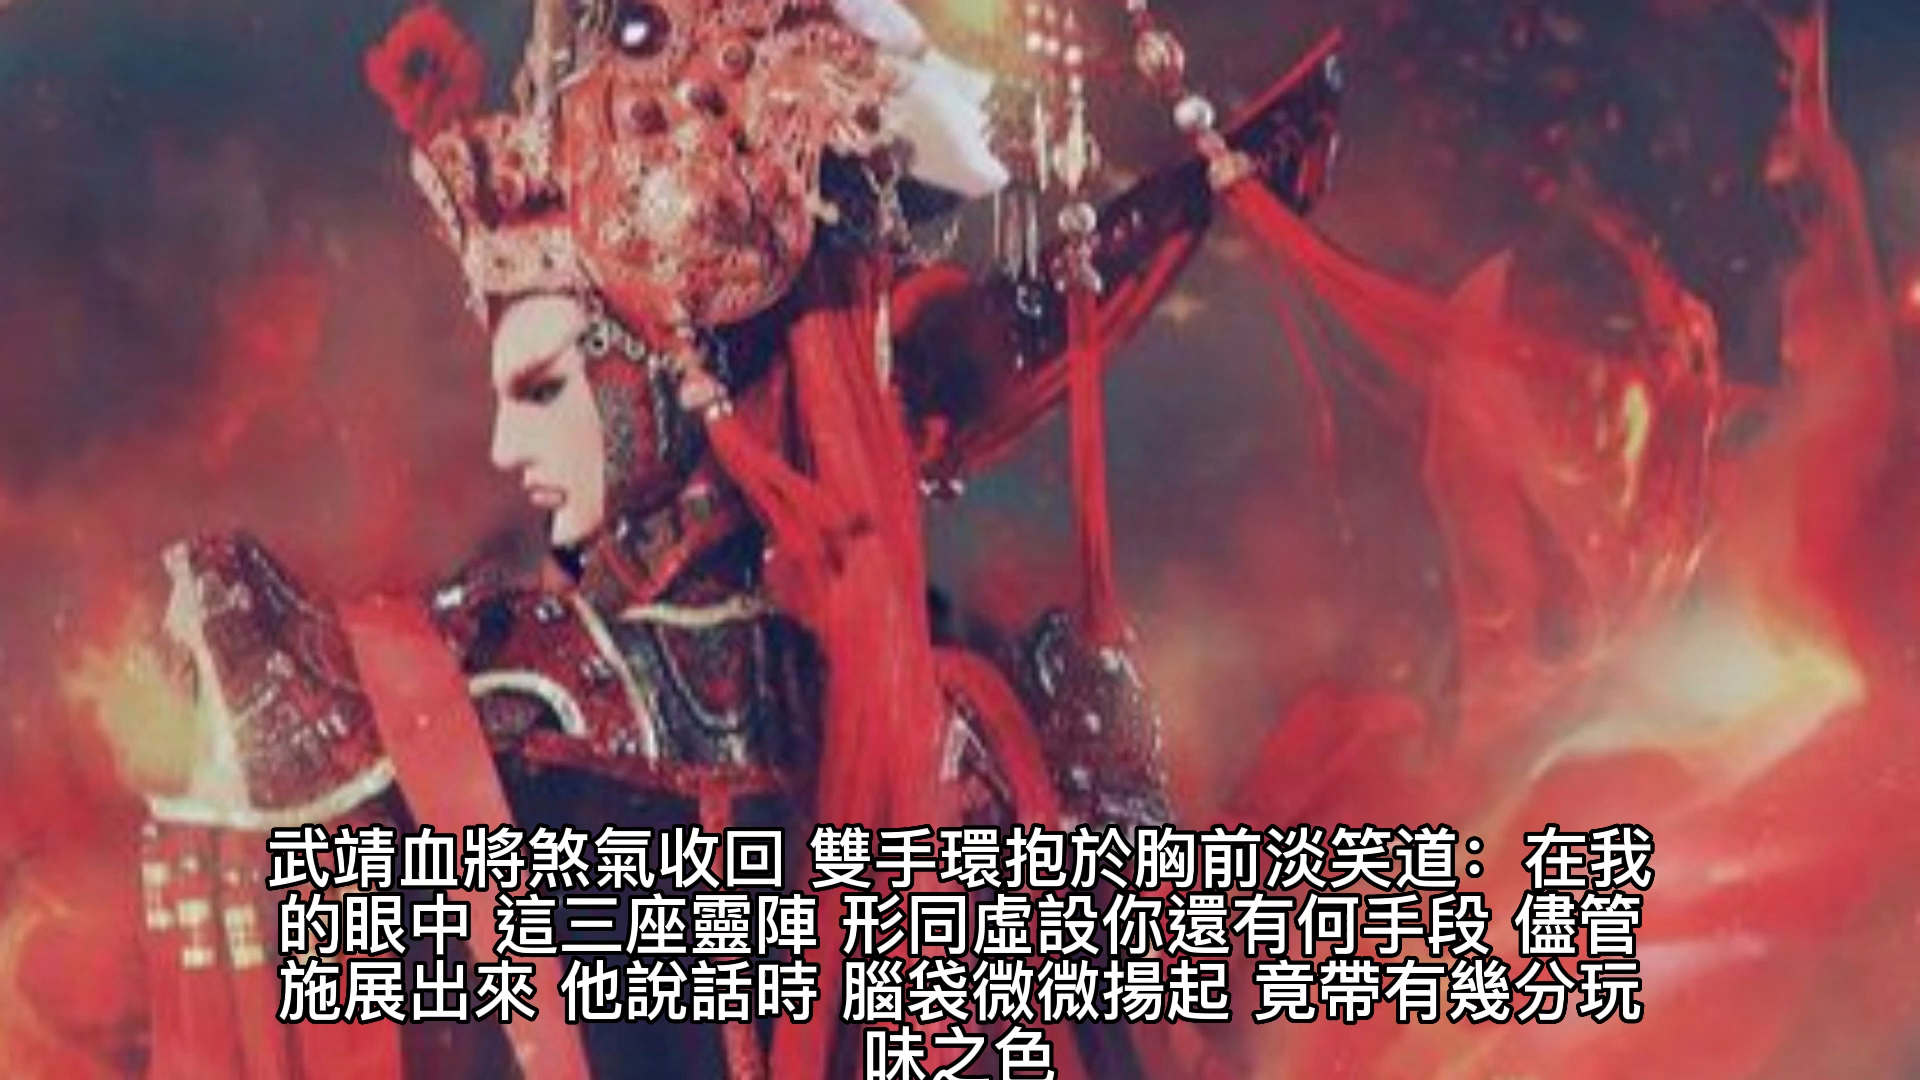 武靖血將煞氣收回 雙手環抱於胸前淡笑道：在我
的眼中 這三座靈陣 形同虛設你還有何手段 儘管
施展出來 他說話時 腦袋微微揚起 竟帶有幾分玩
味之色